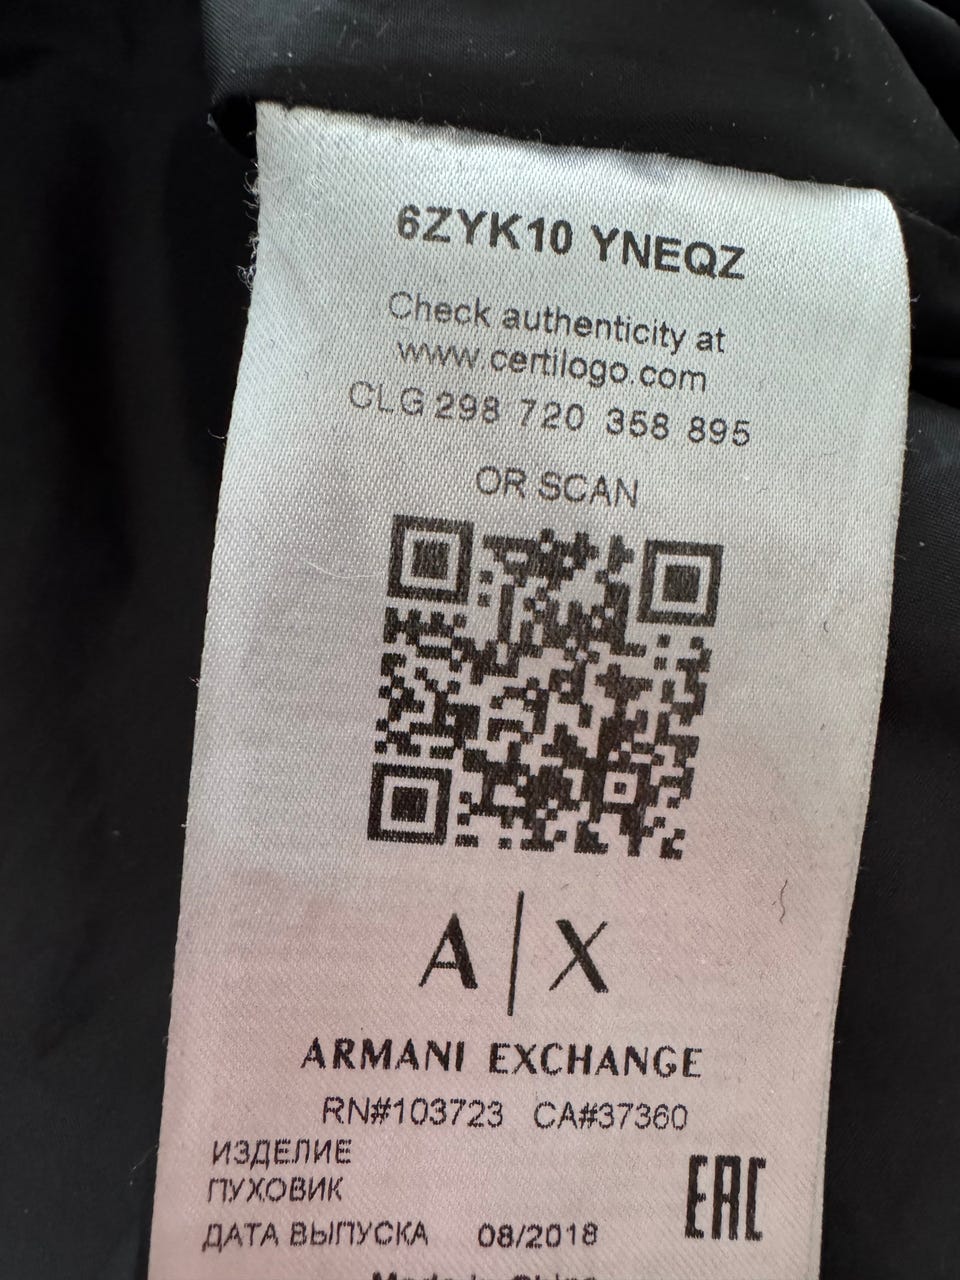 6ZYK10 YNEQZ
Check authenticity at
www.certilogo.com
CLG 298 720 358 895
OR SCAN
A|X
ARMANI EXCHANGE
RN#103723 CA#37360
ИЗДЕЛИЕ
ПУХОВИК
ДАТА ВЫПУСКА 08/2018
EAC